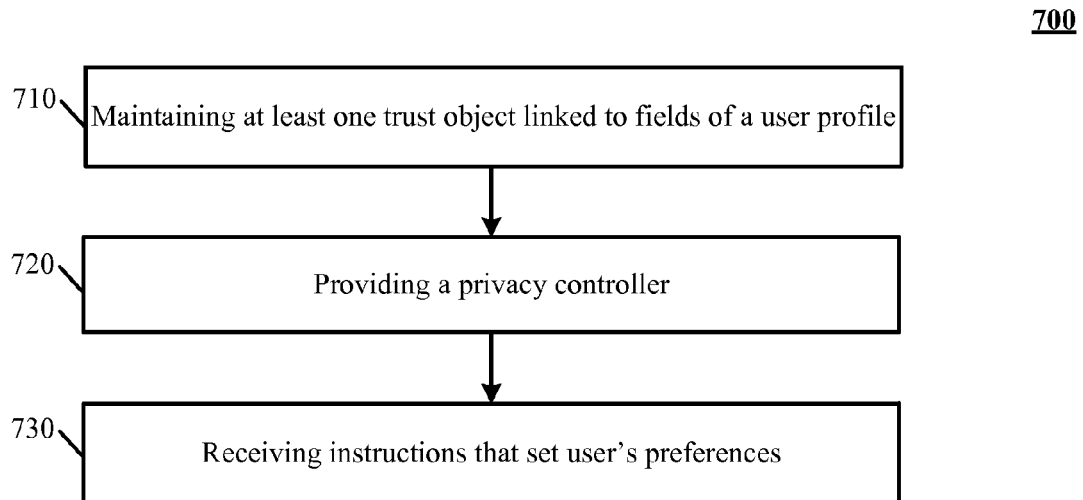 700
710
Maintaining at least one trust object linked to fields of a user profile
720
Providing a privacy controller
730
Receiving instructions that set user's preferences